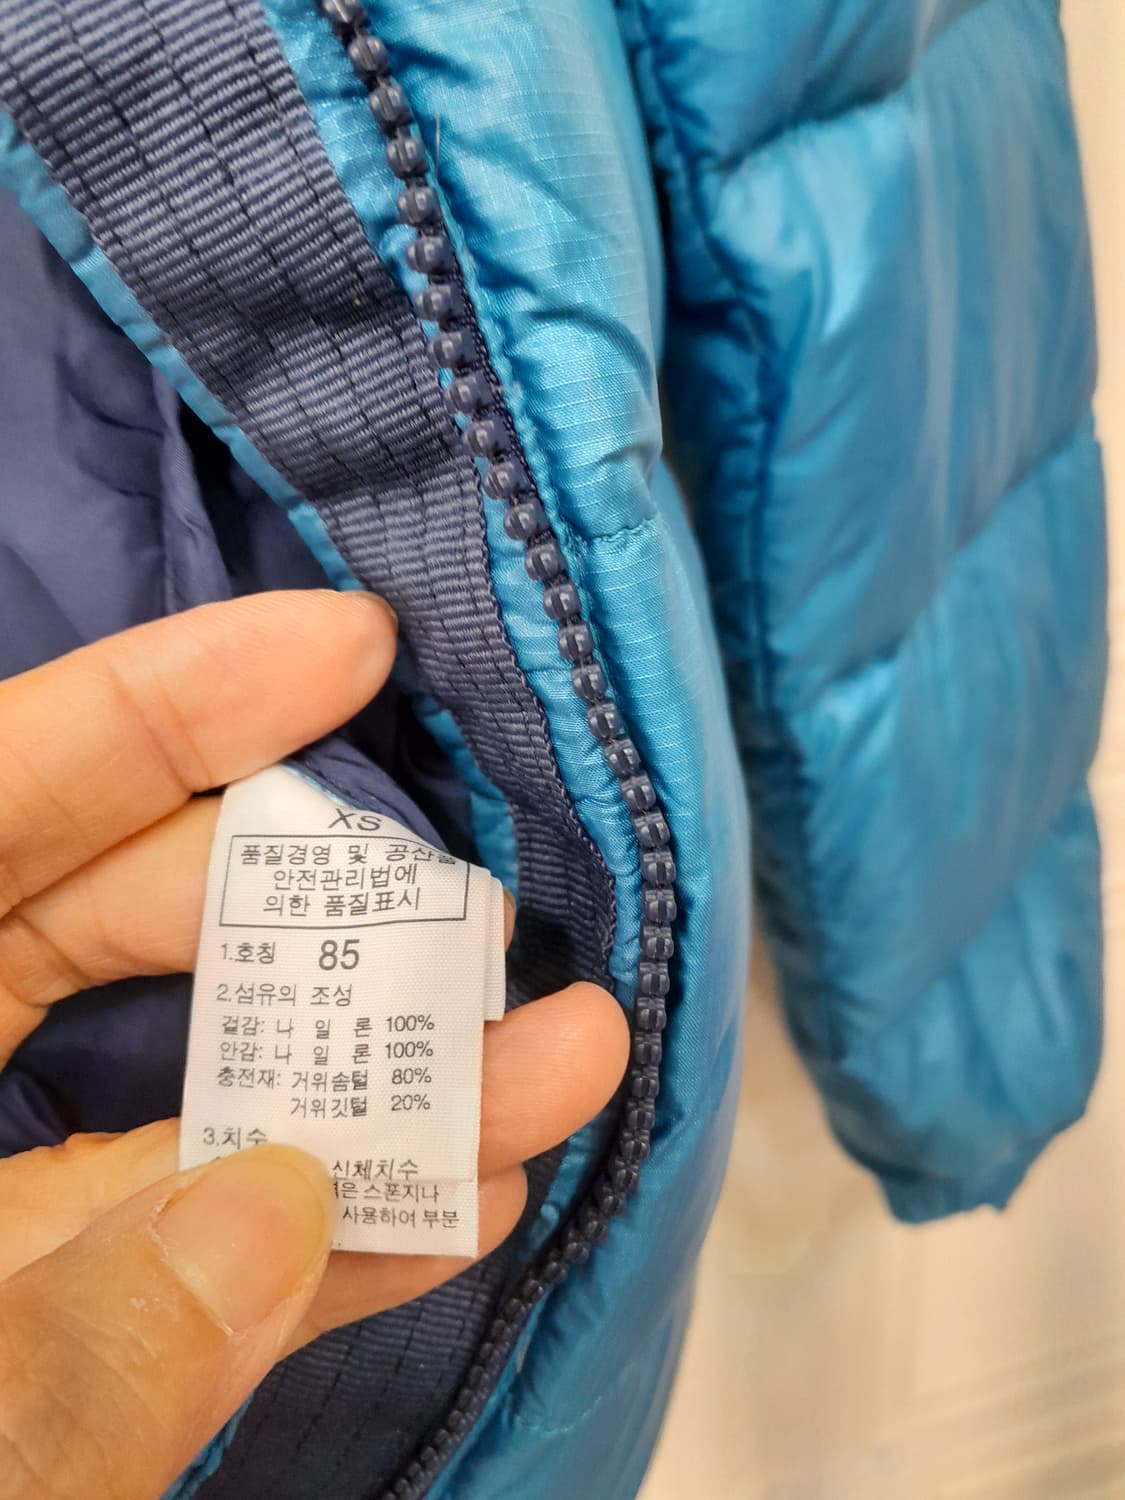 XS
품질경영 및 공산품
안전관리법에
의한 품질표시
1.호칭 85
2.섬유의 조성
겉감: 나 일 론 100%
안감: 나 일 론 100%
충전재: 거위솜털 80%
거위깃털 20%
3.치수
신체치수
은 스폰지나
사용하여 부분